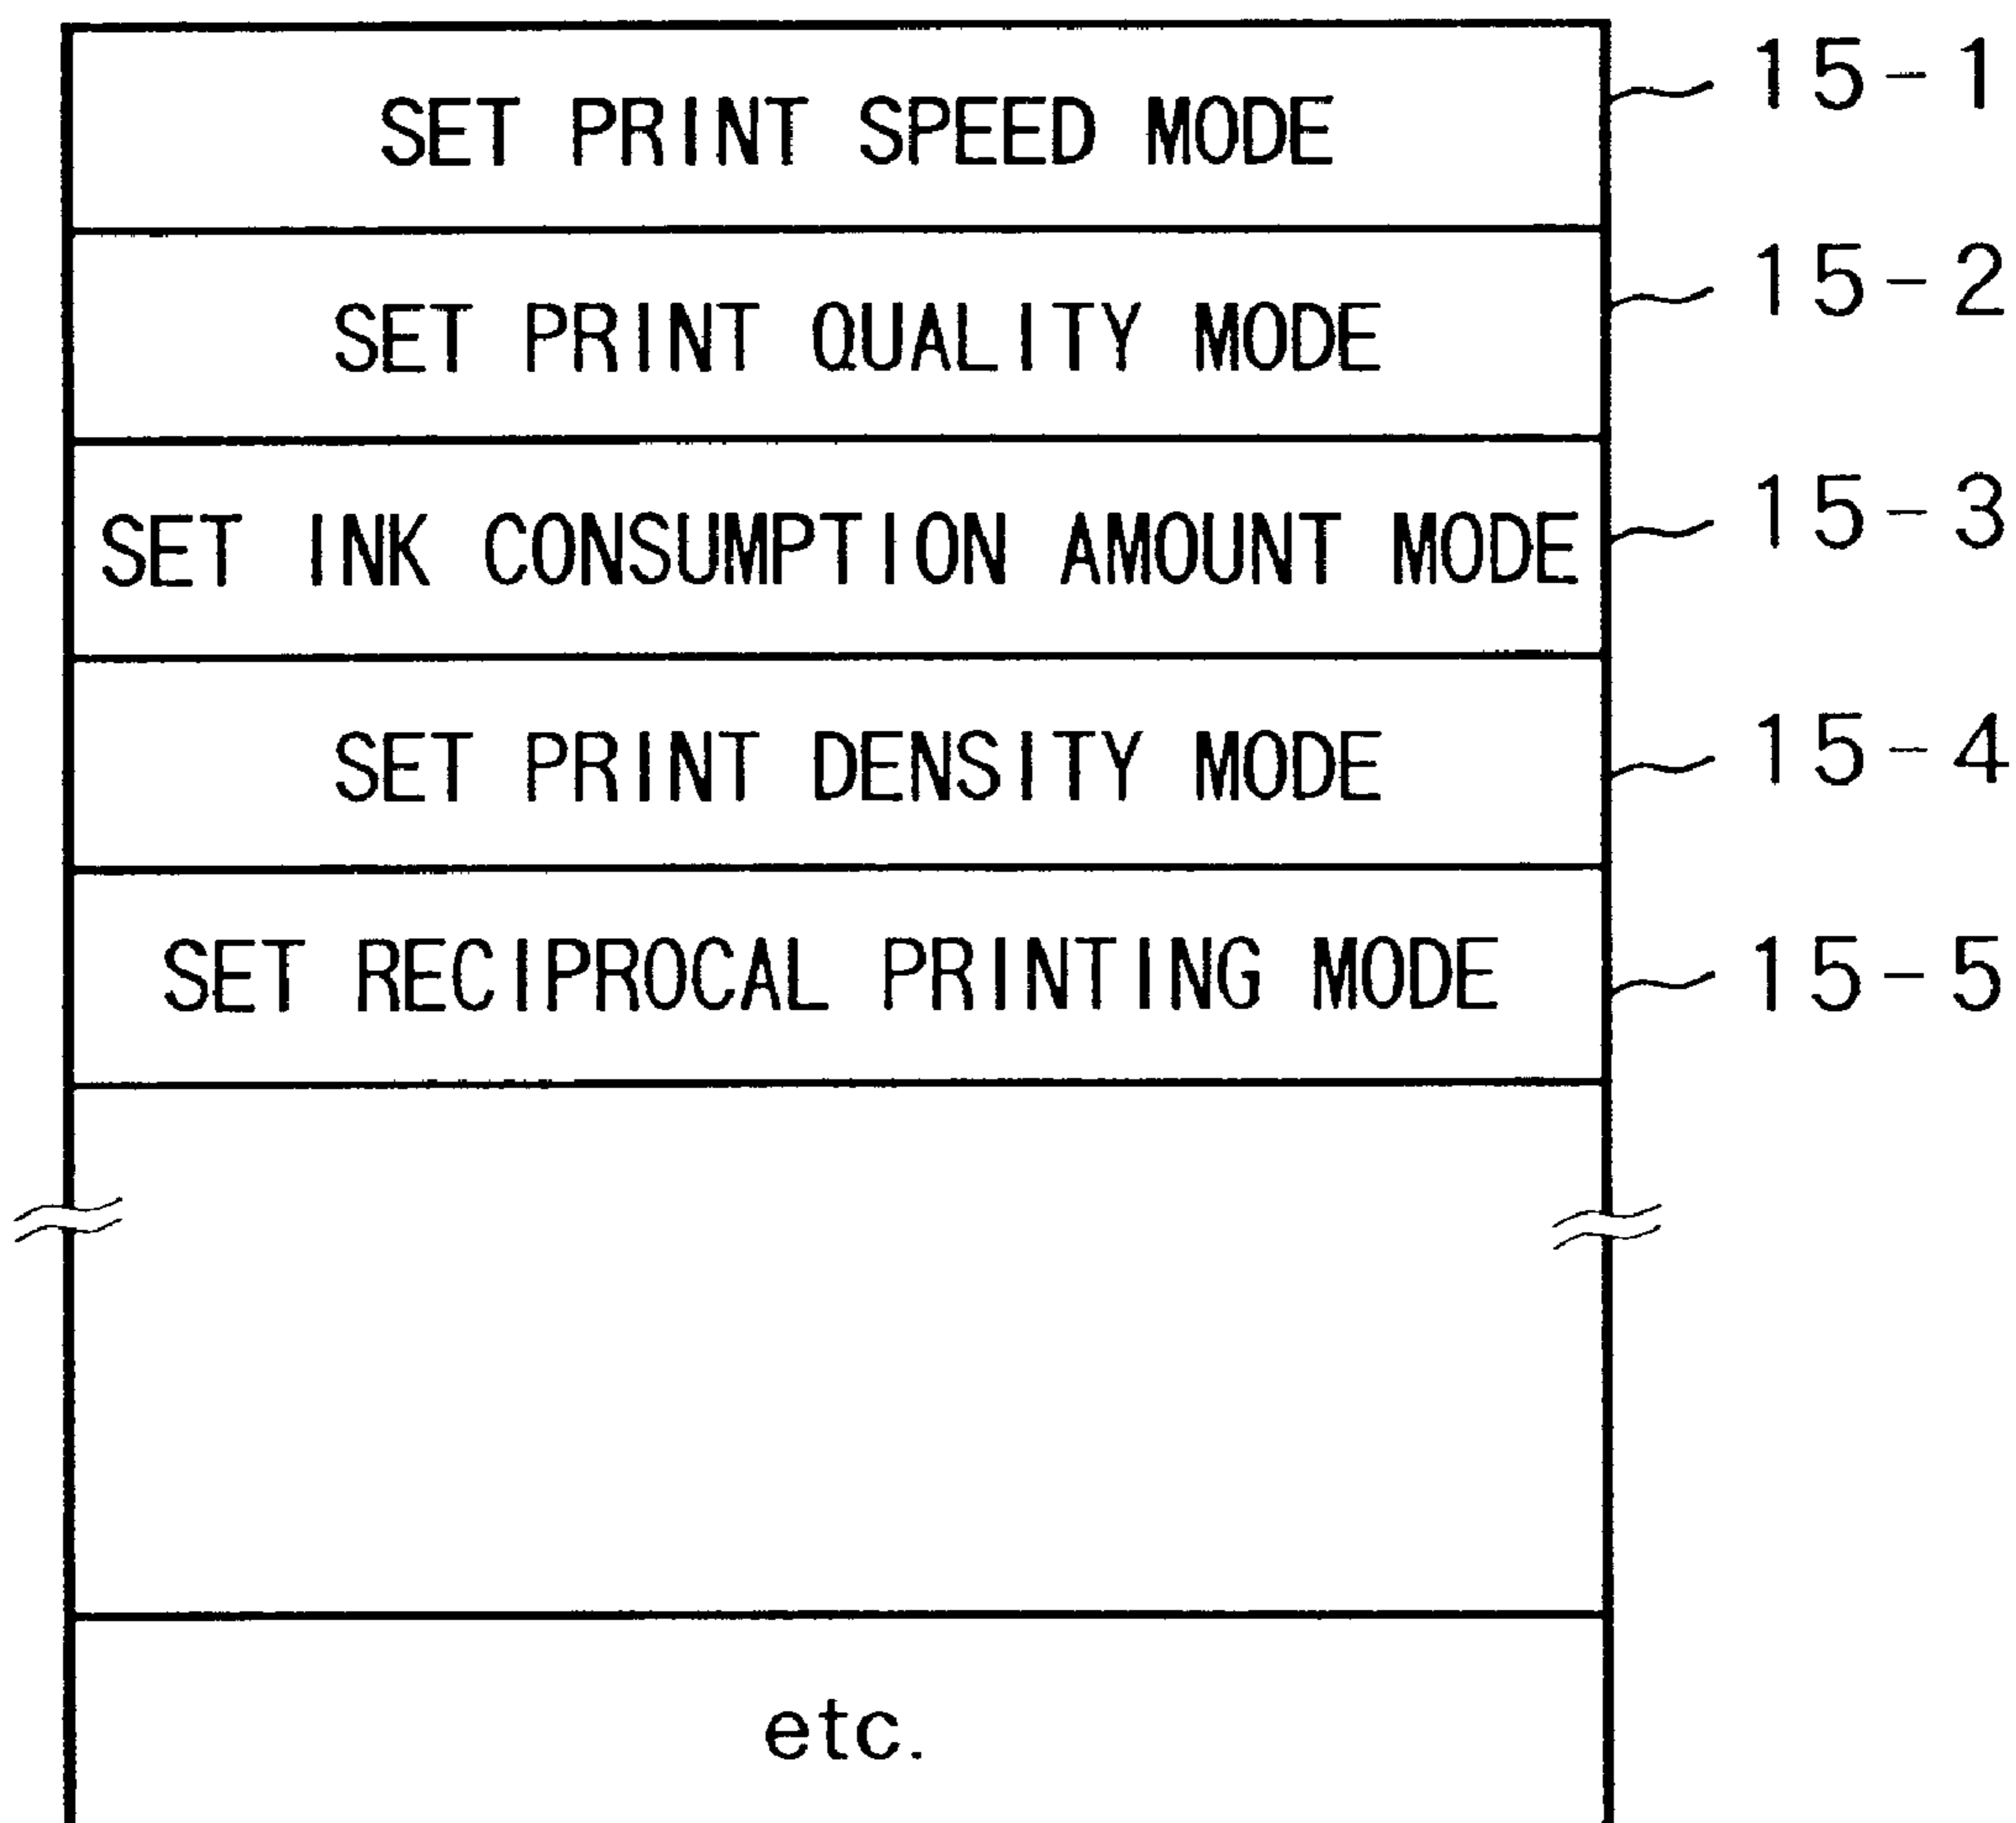 SET PRINT SPEED MODE 15-1
SET PRINT QUALITY MODE 15-2
SET INK CONSUMPTION AMOUNT MODE 15-3
SET PRINT DENSITY MODE 15-4
SET RECIPROCAL PRINTING MODE 15-5
etc.